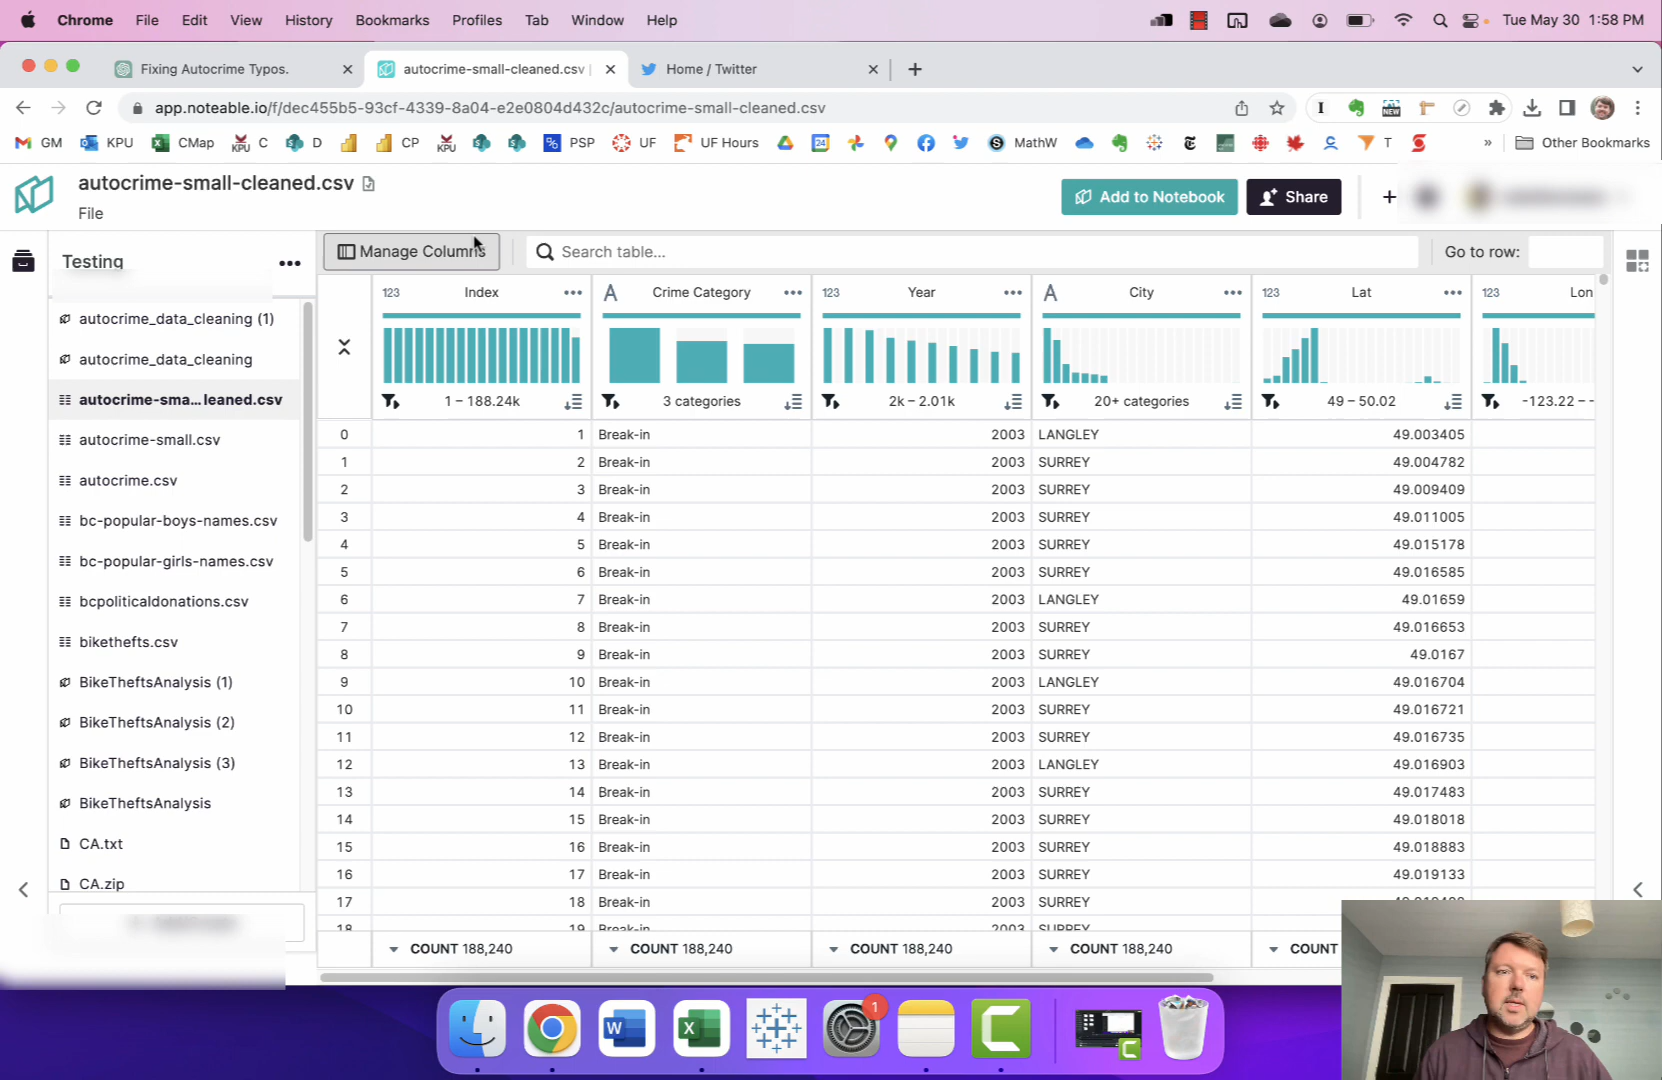 Chrome File Edit View History Bookmarks Profiles Tab Window Help Tue May 30 1:58 PM
Fixing Autocrime Typos. autocrime-small-cleaned.csv Home / Twitter
app.noteable.io/f/dec455b5-93cf-4339-8a04-e2e0804d432c/autocrime-small-cleaned.csv
GM KPU CMap C D CP PSP UF UF Hours MathW T Other Bookmarks
autocrime-small-cleaned.csv Add to Notebook Share
File
Testing
autocrime_data_cleaning (1)
autocrime_data_cleaning
autocrime-sma... leaned.csv
autocrime-small.csv
autocrime.csv
bc-popular-boys-names.csv
bc-popular-girls-names.csv
bcpoliticaldonations.csv
bikethefts.csv
BikeTheftsAnalysis (1)
BikeTheftsAnalysis (2)
BikeTheftsAnalysis (3)
BikeTheftsAnalysis
CA.txt
CA.zip
Manage Columns Search table... Go to row:
123 Index A Crime Category 123 Year A City 123 Lat 123 Lon
1 – 188.24k 3 categories 2k – 2.01k 20+ categories 49 – 50.02 -123.22 – -
0 1 Break-in 2003 LANGLEY 49.003405
1 2 Break-in 2003 SURREY 49.004782
2 3 Break-in 2003 SURREY 49.009409
3 4 Break-in 2003 SURREY 49.011005
4 5 Break-in 2003 SURREY 49.015178
5 6 Break-in 2003 SURREY 49.016585
6 7 Break-in 2003 LANGLEY 49.01659
7 8 Break-in 2003 SURREY 49.016653
8 9 Break-in 2003 SURREY 49.0167
9 10 Break-in 2003 LANGLEY 49.016704
10 11 Break-in 2003 SURREY 49.016721
11 12 Break-in 2003 SURREY 49.016735
12 13 Break-in 2003 LANGLEY 49.016903
13 14 Break-in 2003 SURREY 49.017483
14 15 Break-in 2003 SURREY 49.018018
15 16 Break-in 2003 SURREY 49.018883
16 17 Break-in 2003 SURREY 49.019133
17 18 Break-in 2003 SURREY
18 19 Break-in 2003 SURREY
COUNT 188,240 COUNT 188,240 COUNT 188,240 COUNT 188,240 COUNT
1